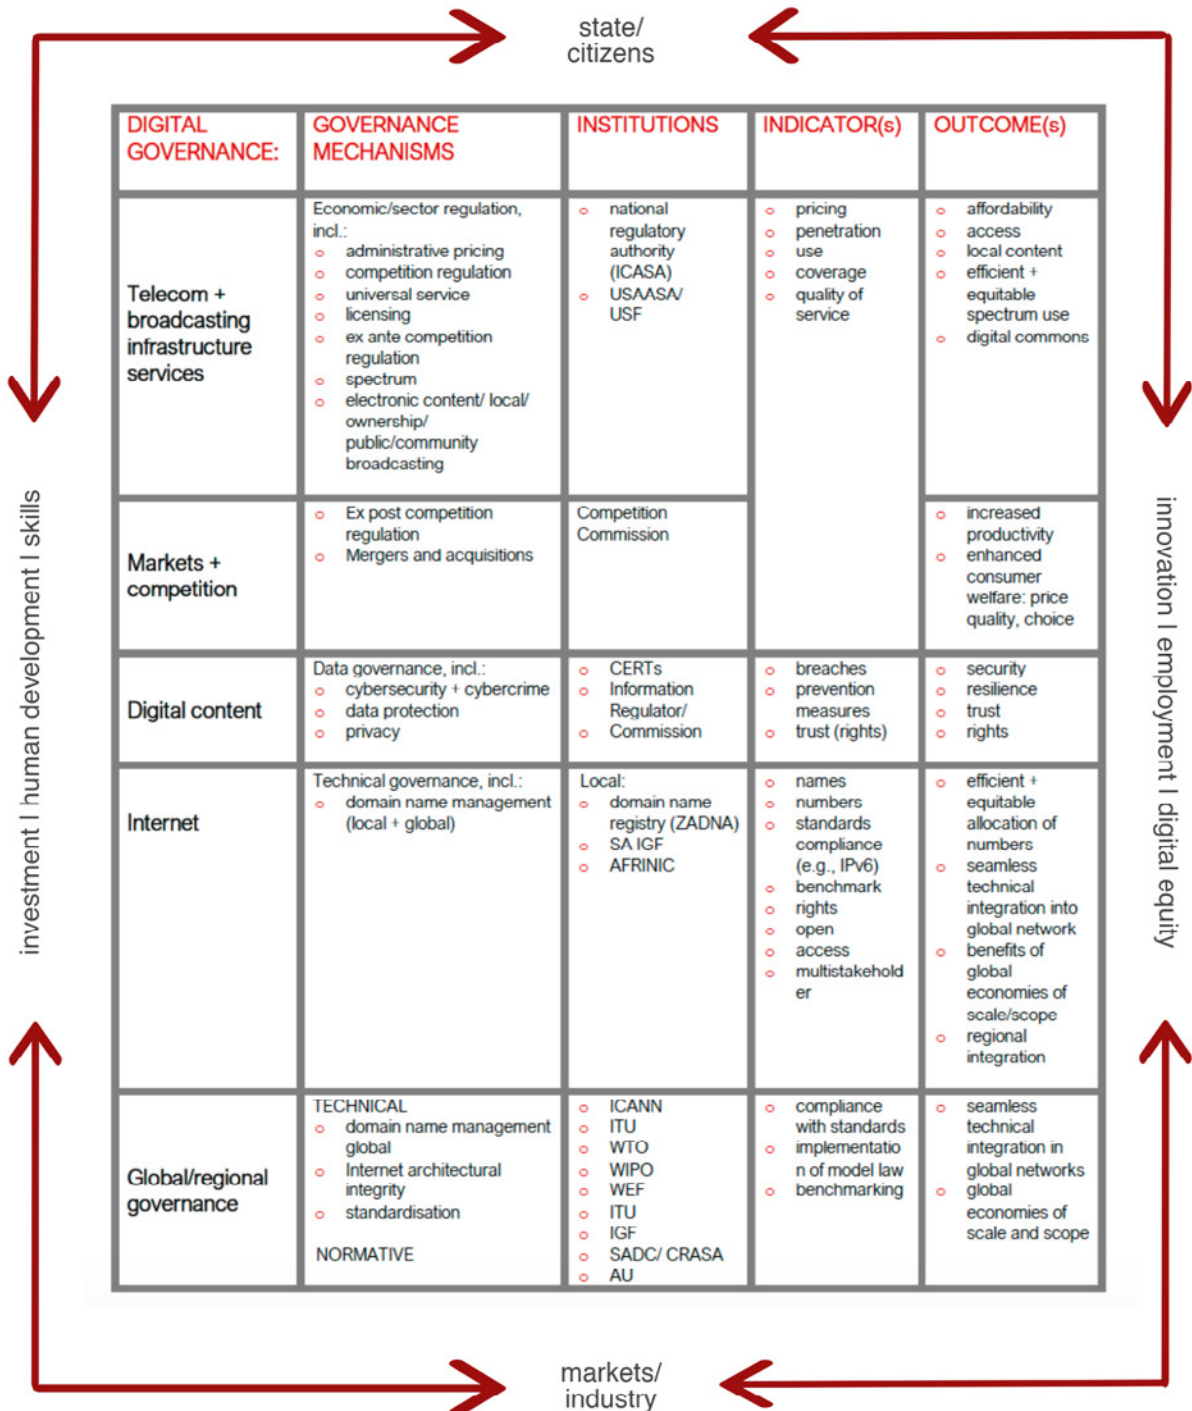 state/
citizens
investment I human development I skills
innovation I employment I digital equity
DIGITAL
GOVERNANCE:
GOVERNANCE
MECHANISMS
INSTITUTIONS
INDICATOR(s)
OUTCOME(s)
Telecom +
broadcasting
infrastructure
services
Economic/sector regulation,
incl.:
administrative pricing
competition regulation
universal service
licensing
ex ante competition
regulation
spectrum
electronic content/ local/
ownership/
public/community
broadcasting
national
regulatory
authority
(ICASA)
USAASA/
USF
pricing
penetration
use
coverage
quality of
service
affordability
access
local content
efficient +
equitable
spectrum use
digital commons
Markets +
competition
Ex post competition
regulation
Mergers and acquisitions
Competition
Commission
increased
productivity
enhanced
consumer
welfare: price
quality, choice
Digital content
Data governance, incl.:
cybersecurity + cybercrime
data protection
privacy
CERTs
Information
Regulator/
Commission
breaches
prevention
measures
trust (rights)
security
resilience
trust
rights
Internet
Technical governance, incl.:
domain name management
(local + global)
Local:
domain name
registry (ZADNA)
SA IGF
AFRINIC
names
numbers
standards
compliance
(e.g., IPv6)
benchmark
rights
open
access
multistakehold
er
efficient +
equitable
allocation of
numbers
seamless
technical
integration into
global network
benefits of
global
economies of
scale/scope
regional
integration
Global/regional
governance
TECHNICAL
domain name management
global
Internet architectural
integrity
standardisation
NORMATIVE
ICANN
ITU
WTO
WIPO
WEF
ITU
IGF
SADC/ CRASA
AU
compliance
with standards
implementatio
n of model law
benchmarking
seamless
technical
integration in
global networks
global
economies of
scale and scope
markets/
industry